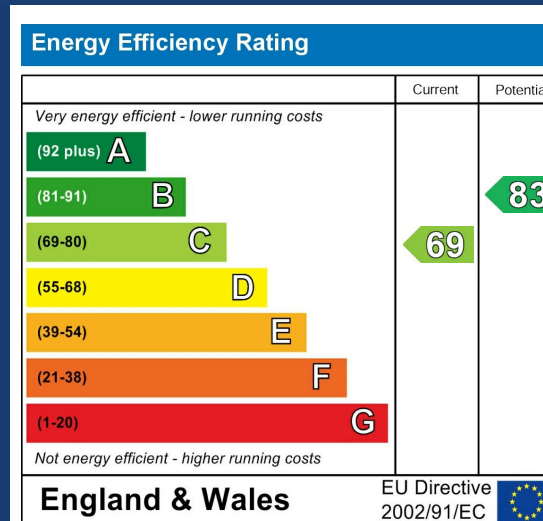 Energy Efficiency Rating
Current Potentia
Very energy efficient - lower running costs
(92 plus) A
(81-91) B 83
(69-80) C 69
(55-68) D
(39-54) E
(21-38) F
(1-20) G
Not energy efficient - higher running costs
England & Wales EU Directive
2002/91/EC